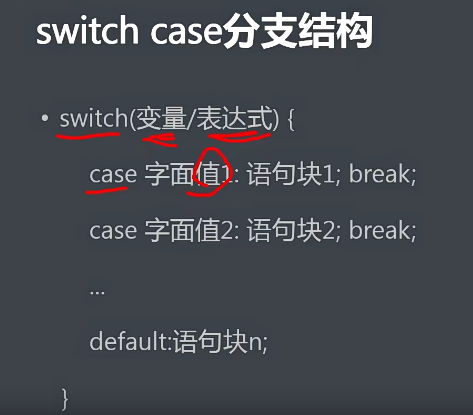 switch case分支结构
• switch(变量/表达式) {
case 字面值1: 语句块1; break;
case 字面值2: 语句块2; break;
...
default:语句块n;
}